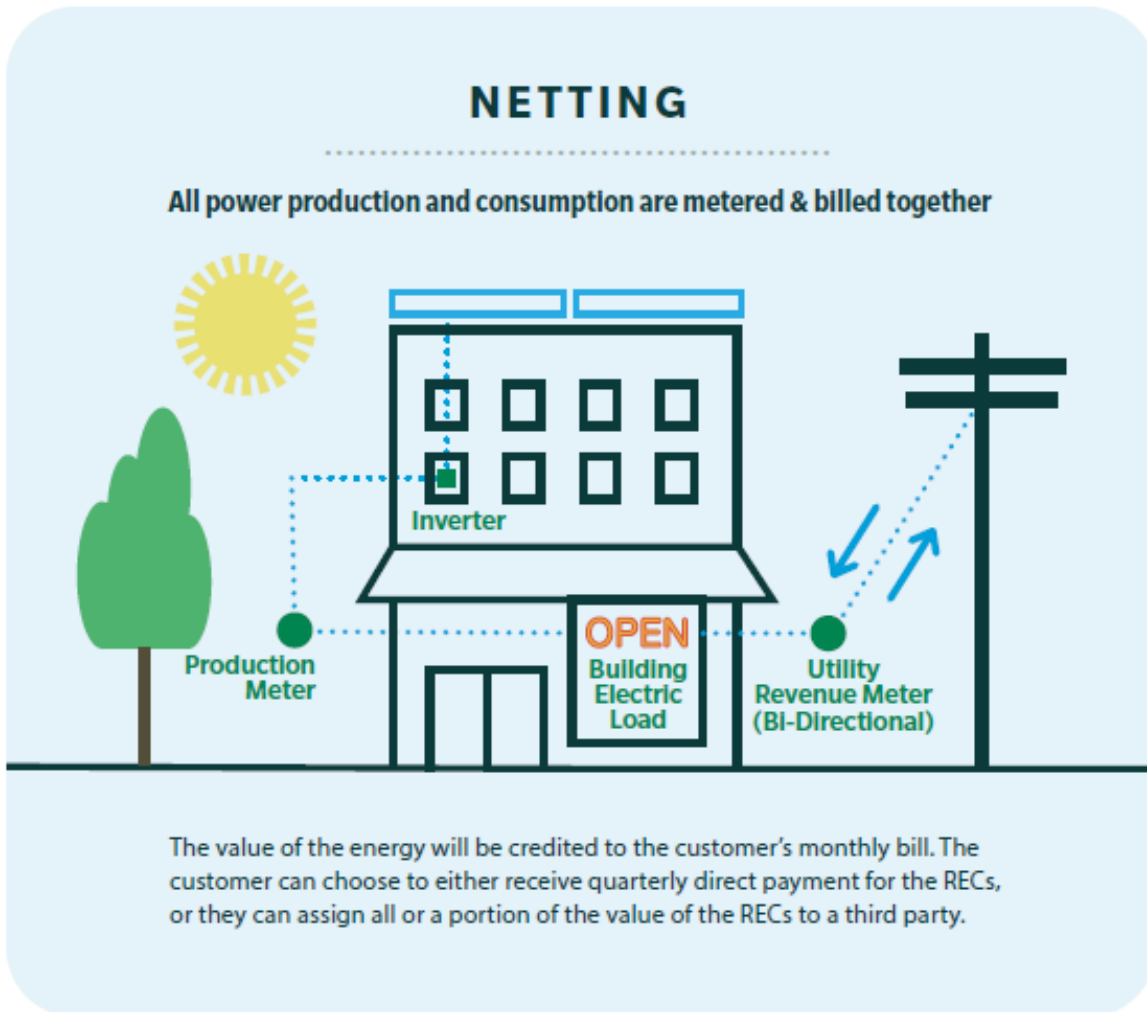 NETTING
All power production and consumption are metered & billed together
Inverter
OPEN
Production
Meter
Building
Electric
Load
Utility
Revenue Meter
(Bi-Directional)
The value of the energy will be credited to the customer's monthly bill. The
customer can choose to either receive quarterly direct payment for the RECs,
or they can assign all or a portion of the value of the RECs to a third party.